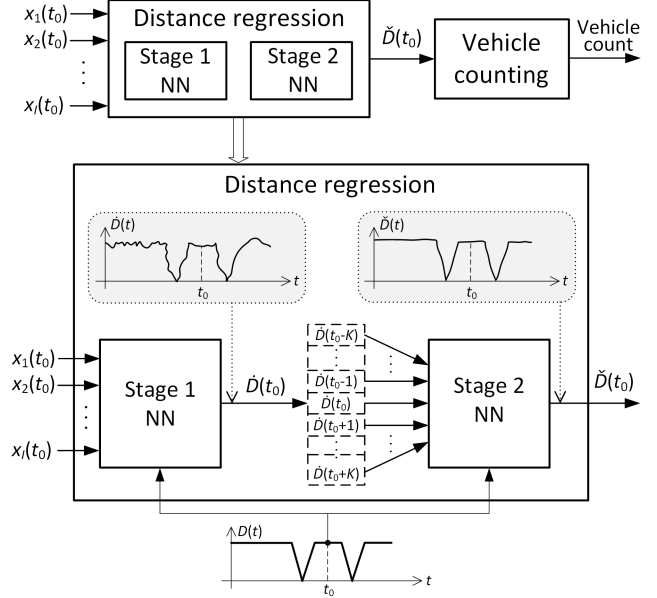 Distance regression
x₁(t₀)
x₂(t₀)
⋮
x_I(t₀)
Stage 1
NN
Stage 2
NN
Ď(t₀)
Vehicle
counting
Vehicle
count
Distance regression
Ḋ(t)
t₀
t
Ď(t)
t₀
t
x₁(t₀)
x₂(t₀)
⋮
x_I(t₀)
Stage 1
NN
Ḋ(t₀)
Ḋ(t₀-K)
⋮
Ḋ(t₀-1)
Ḋ(t₀)
Ḋ(t₀+1)
⋮
Ḋ(t₀+K)
Stage 2
NN
Ď(t₀)
D(t)
t₀
t